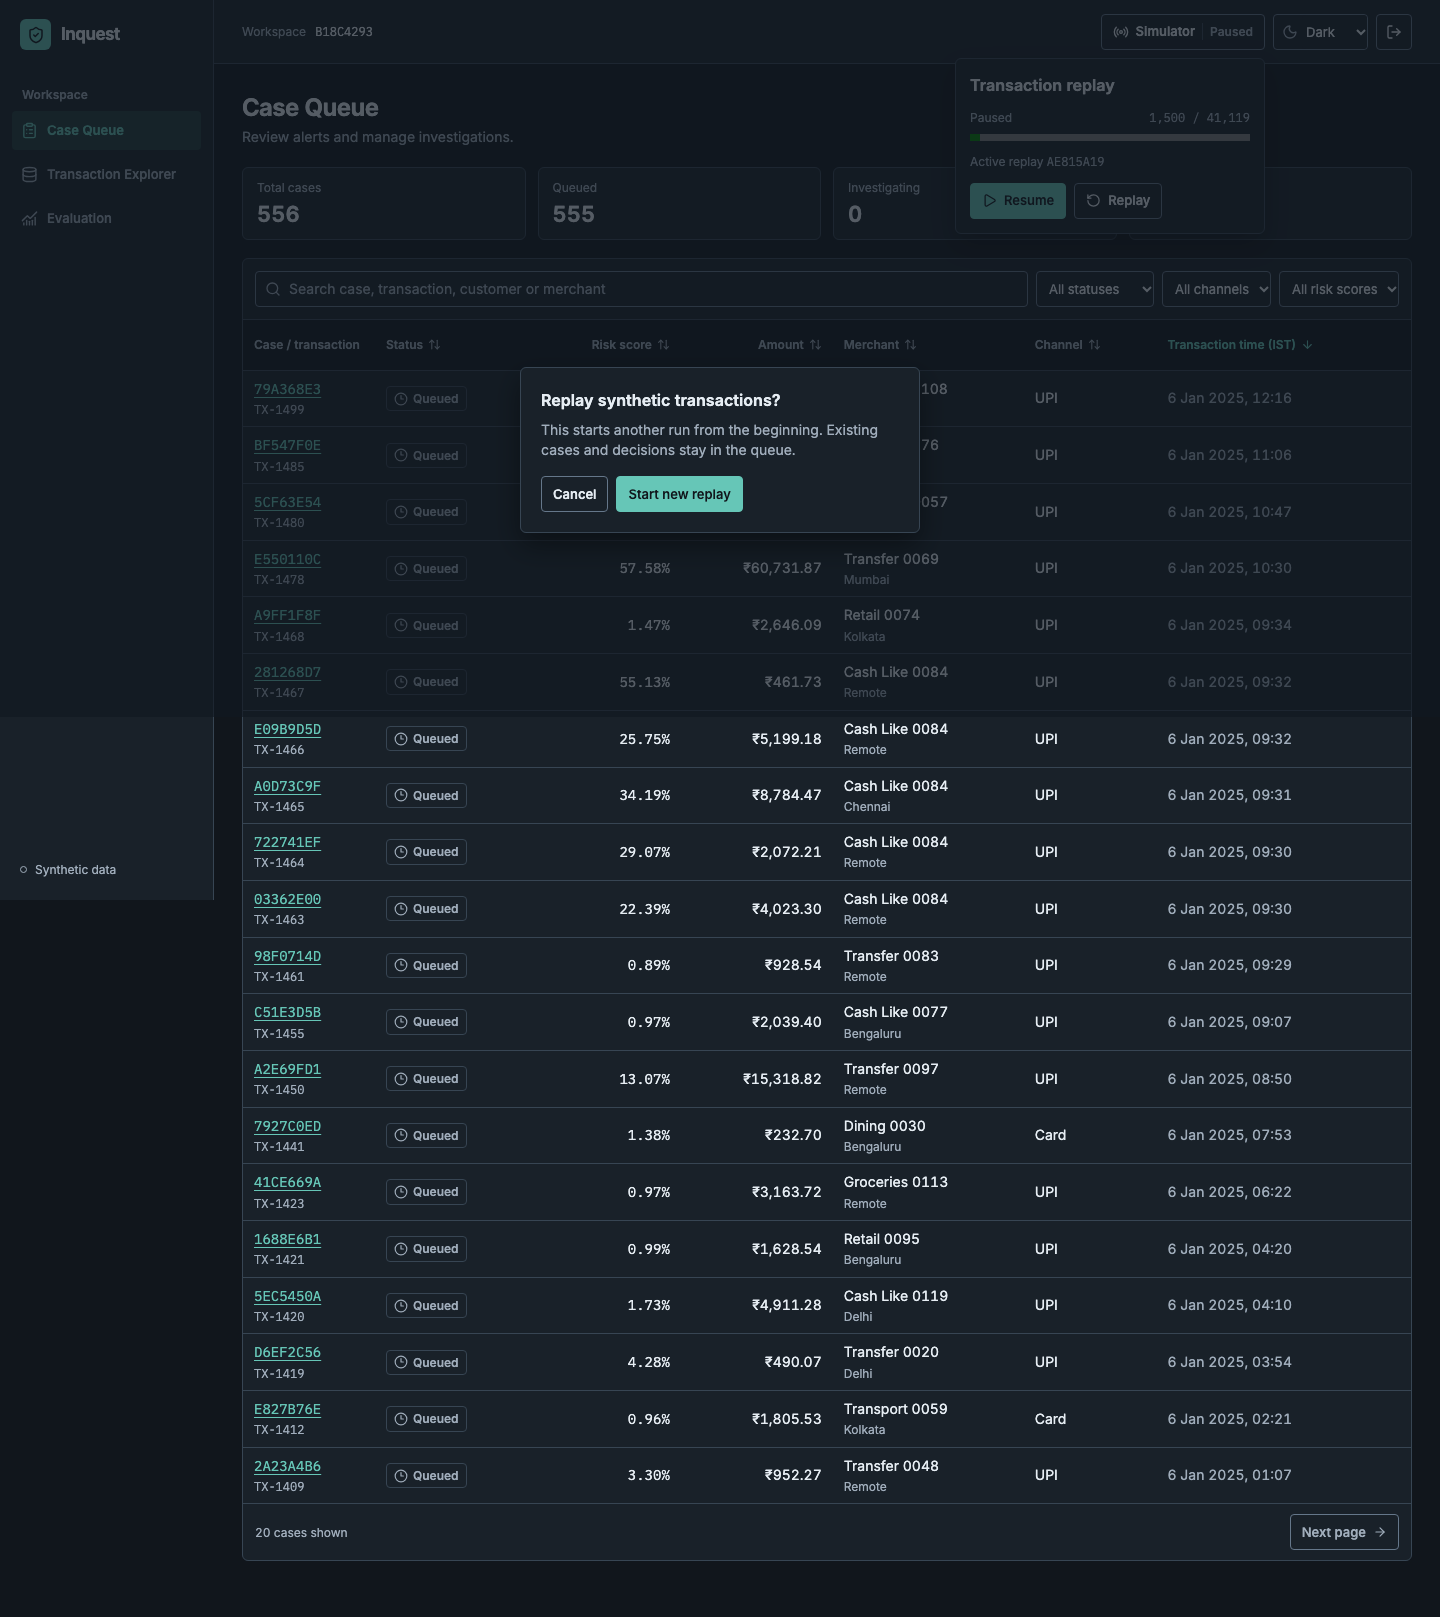 Inquest
Workspace B18C4293
Simulator Paused
Dark
Workspace
Case Queue
Transaction Explorer
Evaluation
Synthetic data
Case Queue
Review alerts and manage investigations.
Transaction replay
Paused 1,500 / 41,119
Active replay AE815A19
Resume Replay
Total cases
556
Queued
555
Investigating
0
Search case, transaction, customer or merchant
All statuses All channels All risk scores
Case / transaction Status Risk score Amount Merchant Channel Transaction time (IST)
Replay synthetic transactions?
This starts another run from the beginning. Existing
cases and decisions stay in the queue.
Cancel Start new replay
79A368E3 Queued 108 UPI 6 Jan 2025, 12:16
TX-1499
BF547F0E Queued 76 UPI 6 Jan 2025, 11:06
TX-1485
5CF63E54 Queued 057 UPI 6 Jan 2025, 10:47
TX-1480
E550110C Queued 57.58% ₹60,731.87 Transfer 0069 UPI 6 Jan 2025, 10:30
TX-1478 Mumbai
A9FF1F8F Queued 1.47% ₹2,646.09 Retail 0074 UPI 6 Jan 2025, 09:34
TX-1468 Kolkata
281268D7 Queued 55.13% ₹461.73 Cash Like 0084 UPI 6 Jan 2025, 09:32
TX-1467 Remote
E09B9D5D Queued 25.75% ₹5,199.18 Cash Like 0084 UPI 6 Jan 2025, 09:32
TX-1466 Remote
A0D73C9F Queued 34.19% ₹8,784.47 Cash Like 0084 UPI 6 Jan 2025, 09:31
TX-1465 Chennai
722741EF Queued 29.07% ₹2,072.21 Cash Like 0084 UPI 6 Jan 2025, 09:30
TX-1464 Remote
03362E00 Queued 22.39% ₹4,023.30 Cash Like 0084 UPI 6 Jan 2025, 09:30
TX-1463 Remote
98F0714D Queued 0.89% ₹928.54 Transfer 0083 UPI 6 Jan 2025, 09:29
TX-1461 Remote
C51E3D5B Queued 0.97% ₹2,039.40 Cash Like 0077 UPI 6 Jan 2025, 09:07
TX-1455 Bengaluru
A2E69FD1 Queued 13.07% ₹15,318.82 Transfer 0097 UPI 6 Jan 2025, 08:50
TX-1450 Remote
7927C0ED Queued 1.38% ₹232.70 Dining 0030 Card 6 Jan 2025, 07:53
TX-1441 Bengaluru
41CE669A Queued 0.97% ₹3,163.72 Groceries 0113 UPI 6 Jan 2025, 06:22
TX-1423 Remote
1688E6B1 Queued 0.99% ₹1,628.54 Retail 0095 UPI 6 Jan 2025, 04:20
TX-1421 Bengaluru
5EC5450A Queued 1.73% ₹4,911.28 Cash Like 0119 UPI 6 Jan 2025, 04:10
TX-1420 Delhi
D6EF2C56 Queued 4.28% ₹490.07 Transfer 0020 UPI 6 Jan 2025, 03:54
TX-1419 Delhi
E827B76E Queued 0.96% ₹1,805.53 Transport 0059 Card 6 Jan 2025, 02:21
TX-1412 Kolkata
2A23A4B6 Queued 3.30% ₹952.27 Transfer 0048 UPI 6 Jan 2025, 01:07
TX-1409 Remote
20 cases shown Next page